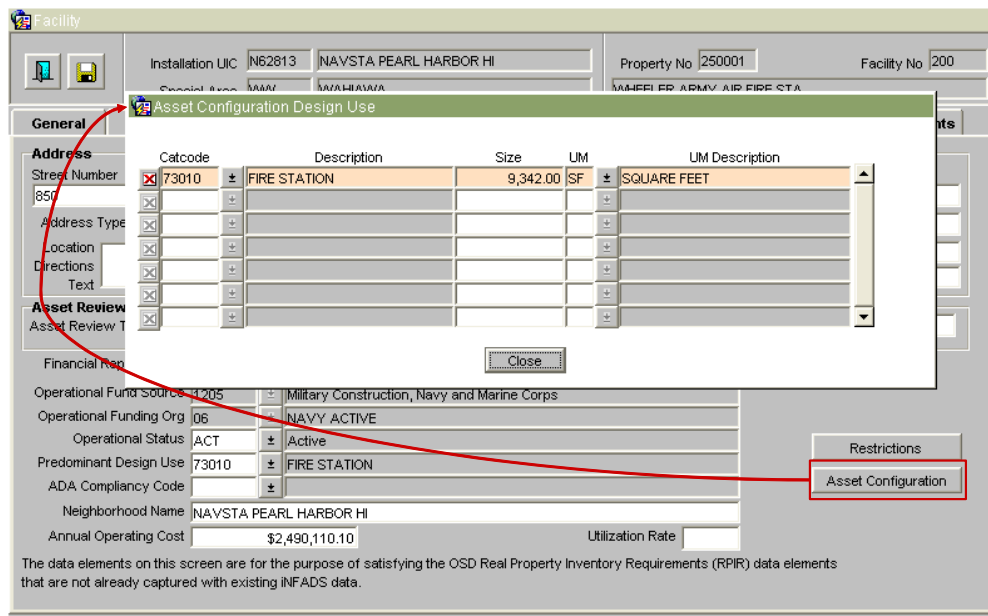 Facility
Installation UIC N62813 NAVSTA PEARL HARBOR HI Property No 250001 Facility No 200
Special Area WW WAHIAWA WHEELER ARMY AIR FIRE STA
Asset Configuration Design Use
General
Catcode Description Size UM UM Description
73010 FIRE STATION 9,342.00 SF SQUARE FEET
Close
Address
Street Number
850
Address Type
Location
Directions
Text
Asset Review
Asset Review T
Financial Rep
Operational Fund Source 1205 Military Construction, Navy and Marine Corps
Operational Funding Org 06 NAVY ACTIVE
Operational Status ACT Active
Predominant Design Use 73010 FIRE STATION
ADA Compliancy Code
Neighborhood Name NAVSTA PEARL HARBOR HI
Annual Operating Cost $2,490,110.10 Utilization Rate
Restrictions
Asset Configuration
The data elements on this screen are for the purpose of satisfying the OSD Real Property Inventory Requirements (RPIR) data elements
that are not already captured with existing iNFADS data.